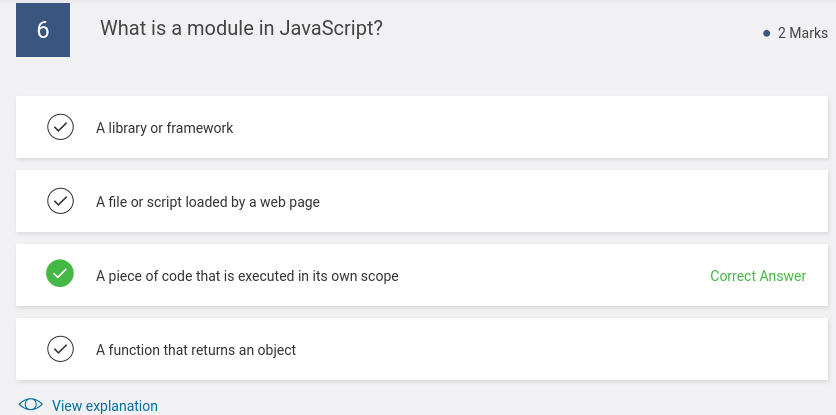 6
What is a module in JavaScript?
2 Marks
A library or framework
A file or script loaded by a web page
A piece of code that is executed in its own scope
Correct Answer
A function that returns an object
View explanation